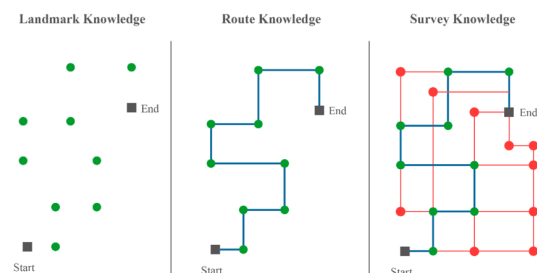 Landmark Knowledge
Route Knowledge
Survey Knowledge
End
End
End
Start
Start
Start